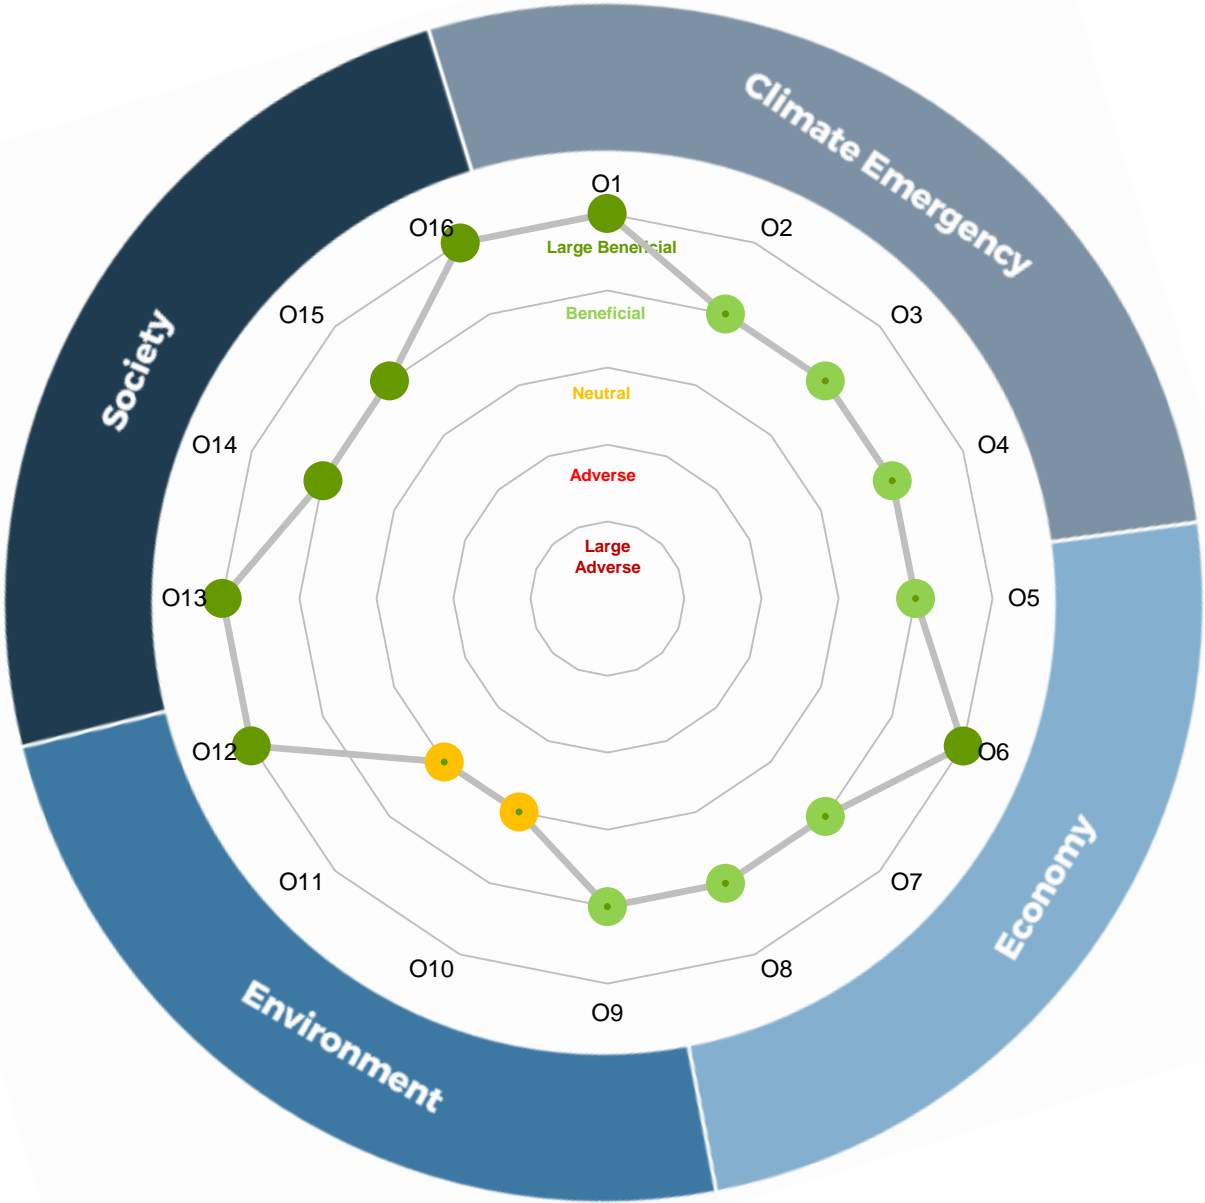 Climate Emergency
Society
O1
O16
O2
Large Beneficial
O15
Beneficial
O3
Neutral
O14
O4
Adverse
Large
Adverse
O13
O5
O12
O6
O11
O7
Economy
O10
O8
O9
Environment